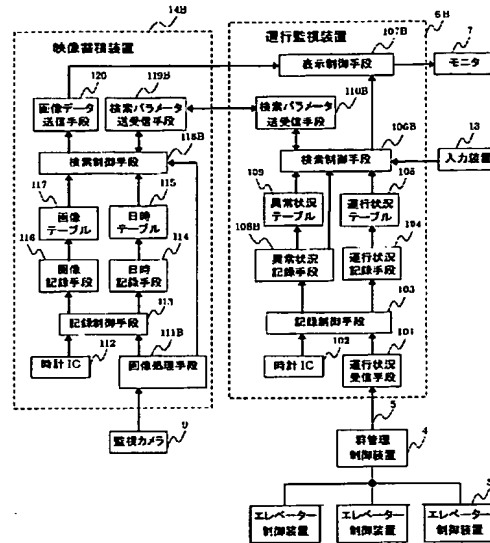 14B
映像蓄積装置
120
画像データ
送信手段
119B
検索パラメータ
送受信手段
118B
検索制御手段
117
画像
テーブル
115
日時
テーブル
116
画像
記録手段
114
日時
記録手段
113
記録制御手段
112
時計IC
111B
画像処理手段
監視カメラ
9
6B
運行監視装置
107B
表示制御手段
7
モニタ
110B
検索パラメータ
送受信手段
106B
検索制御手段
13
入力装置
109
異常状況
テーブル
105
運行状況
テーブル
108B
異常状況
記録手段
104
運行状況
記録手段
103
記録制御手段
102
時計IC
101
運行状況
受信手段
5
4
群管理
制御装置
3
エレベーター
制御装置
エレベーター
制御装置
エレベーター
制御装置